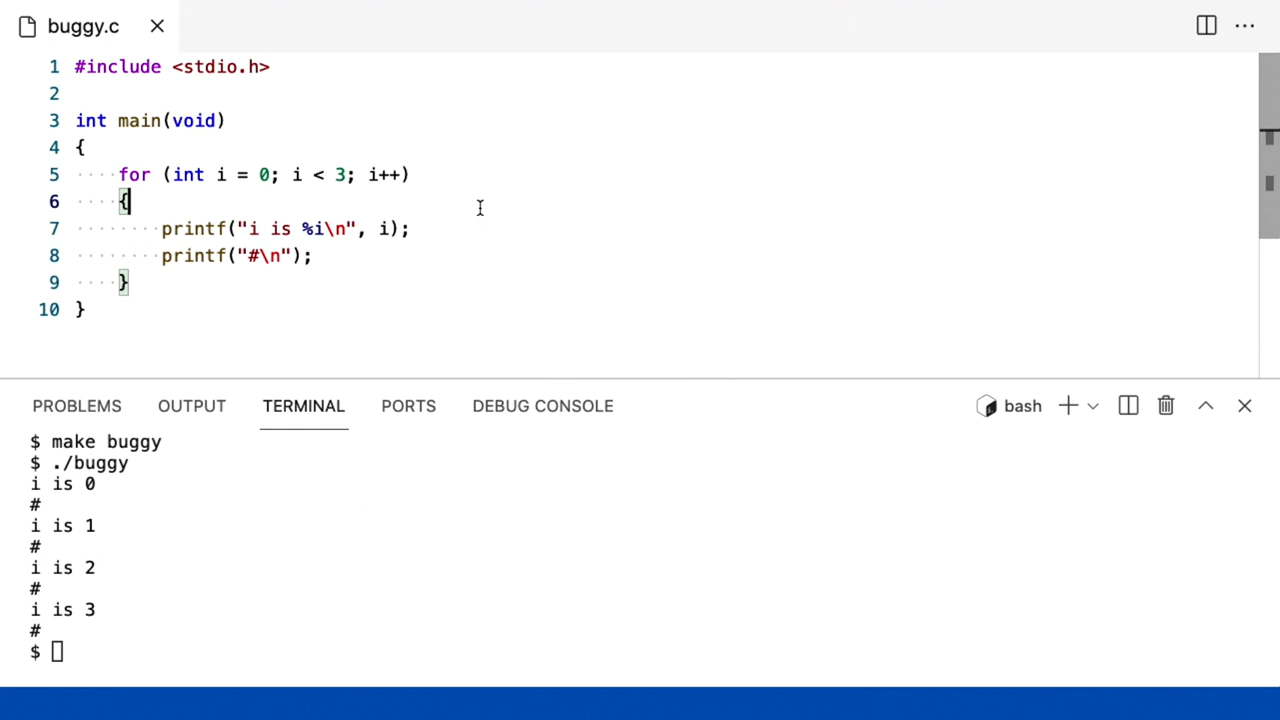 buggy.c
1 #include <stdio.h>
2
3 int main(void)
4 {
5 for (int i = 0; i < 3; i++)
6 {
7 printf("i is %i\n", i);
8 printf("#\n");
9 }
10 }
PROBLEMS OUTPUT TERMINAL PORTS DEBUG CONSOLE bash
$ make buggy
$ ./buggy
i is 0
#
i is 1
#
i is 2
#
i is 3
#
$